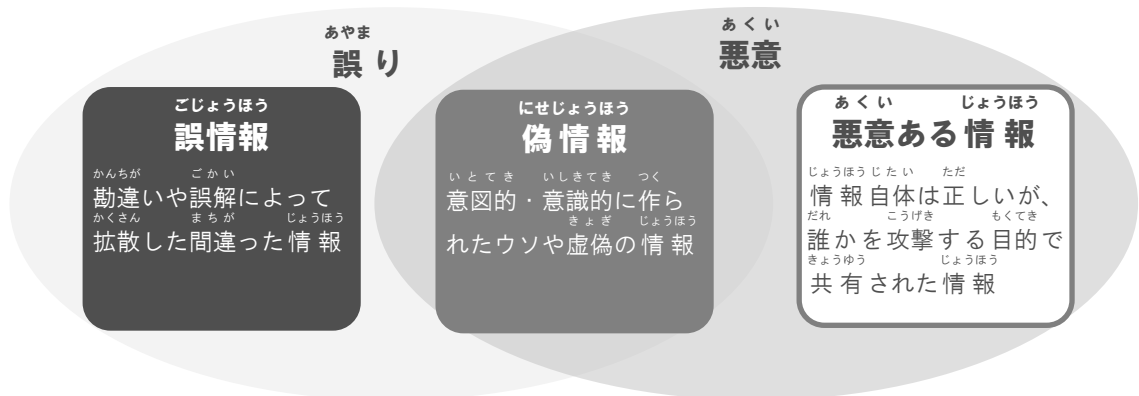 あやま
誤り
あくい
悪意
ごじょうほう
誤情報
かんちが ごかい
勘違いや誤解によって
かくさん まちが じょうほう
拡散した間違った情報
にせじょうほう
偽情報
いとてき いしきてき つく
意図的・意識的に作ら
きょぎ じょうほう
れたウソや虚偽の情報
あくい じょうほう
悪意ある情報
じょうほうじたい ただ
情報自体は正しいが、
だれ こうげき もくてき
誰かを攻撃する目的で
きょうゆう じょうほう
共有された情報